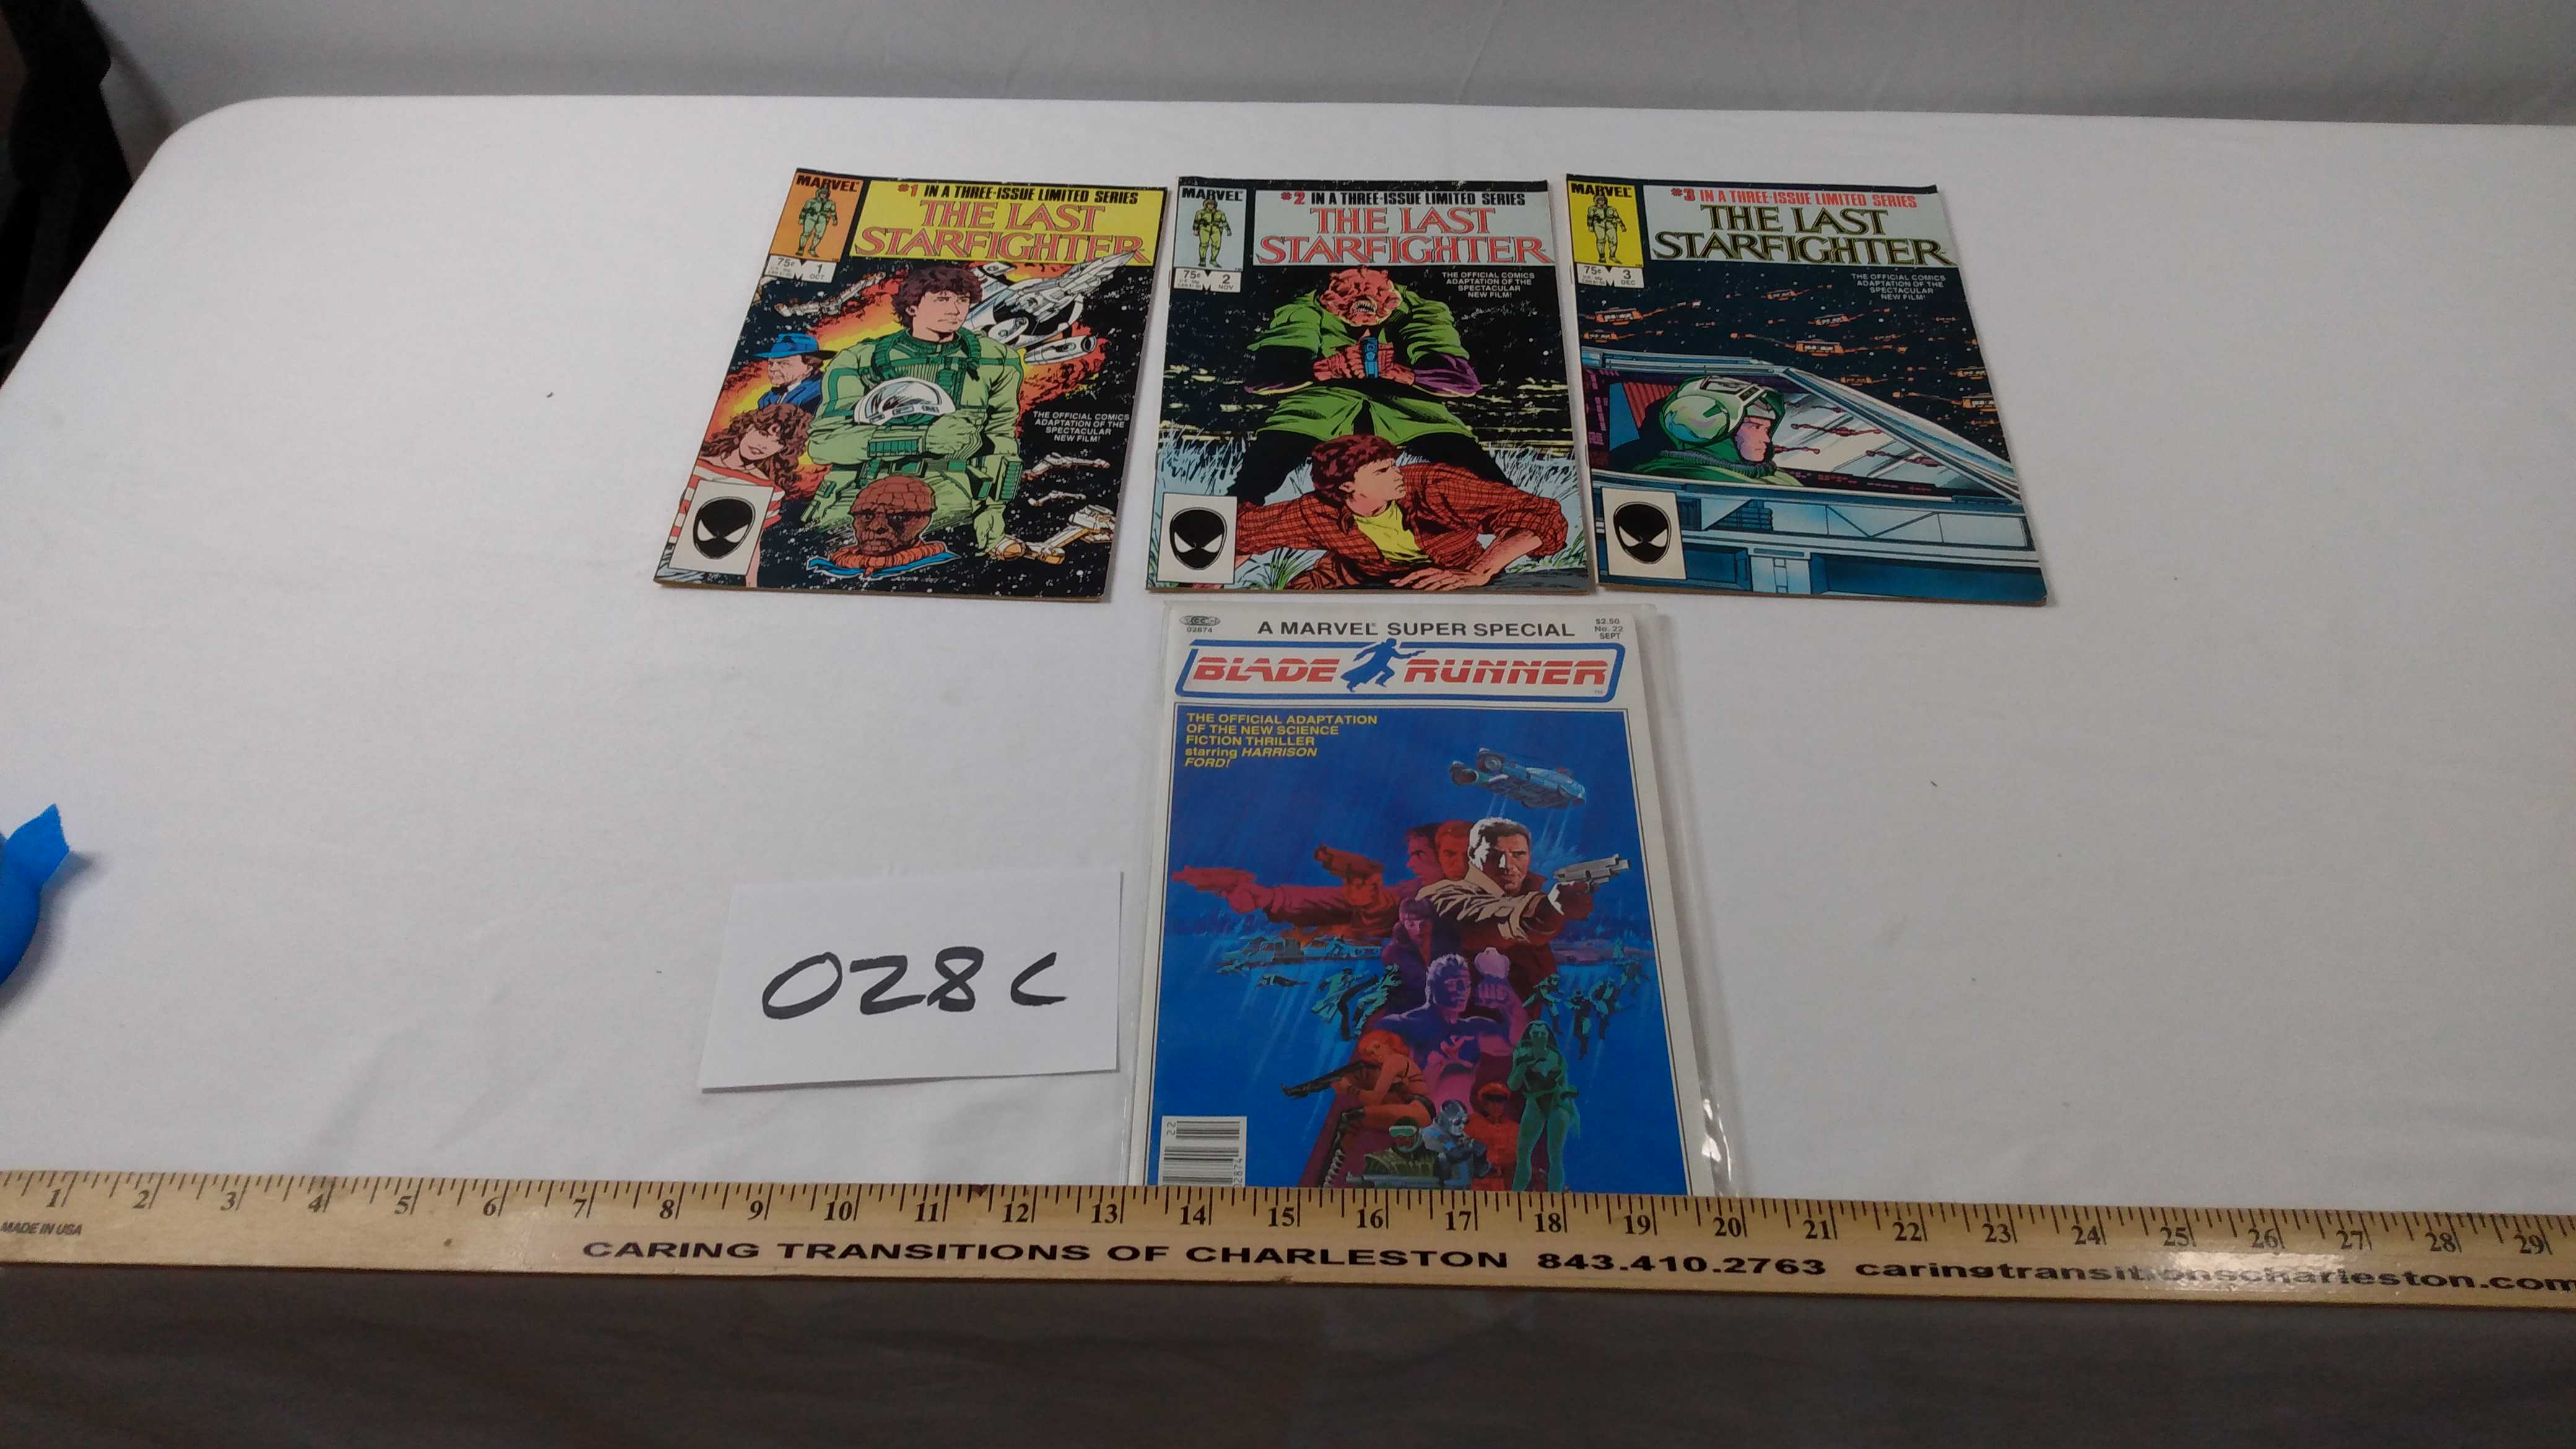 MARVEL
#1 IN A THREE-ISSUE LIMITED SERIES
THE LAST
STARFIGHTER
75¢
1
OCT
THE OFFICIAL COMICS
ADAPTATION OF THE
SPECTACULAR
NEW FILM!
MARVEL
#2 IN A THREE-ISSUE LIMITED SERIES
THE LAST
STARFIGHTER
75¢
2
NOV
THE OFFICIAL COMICS
ADAPTATION OF THE
SPECTACULAR
NEW FILM!
MARVEL
#3 IN A THREE-ISSUE LIMITED SERIES
THE LAST
STARFIGHTER
75¢
3
DEC
THE OFFICIAL COMICS
ADAPTATION OF THE
SPECTACULAR
NEW FILM!
02874
A MARVEL® SUPER SPECIAL
$2.50
No. 22
SEPT
BLADE RUNNER
THE OFFICIAL ADAPTATION
OF THE NEW SCIENCE
FICTION THRILLER
starring HARRISON
FORD!
22
02874
028C
1 2 3 4 5 6 7 8 9 10 11 12 13 14 15 16 17 18 19 20 21 22 23 24 25 26 27 28 29
MADE IN USA
CARING TRANSITIONS OF CHARLESTON 843.410.2763 caringtransitionscharleston.com